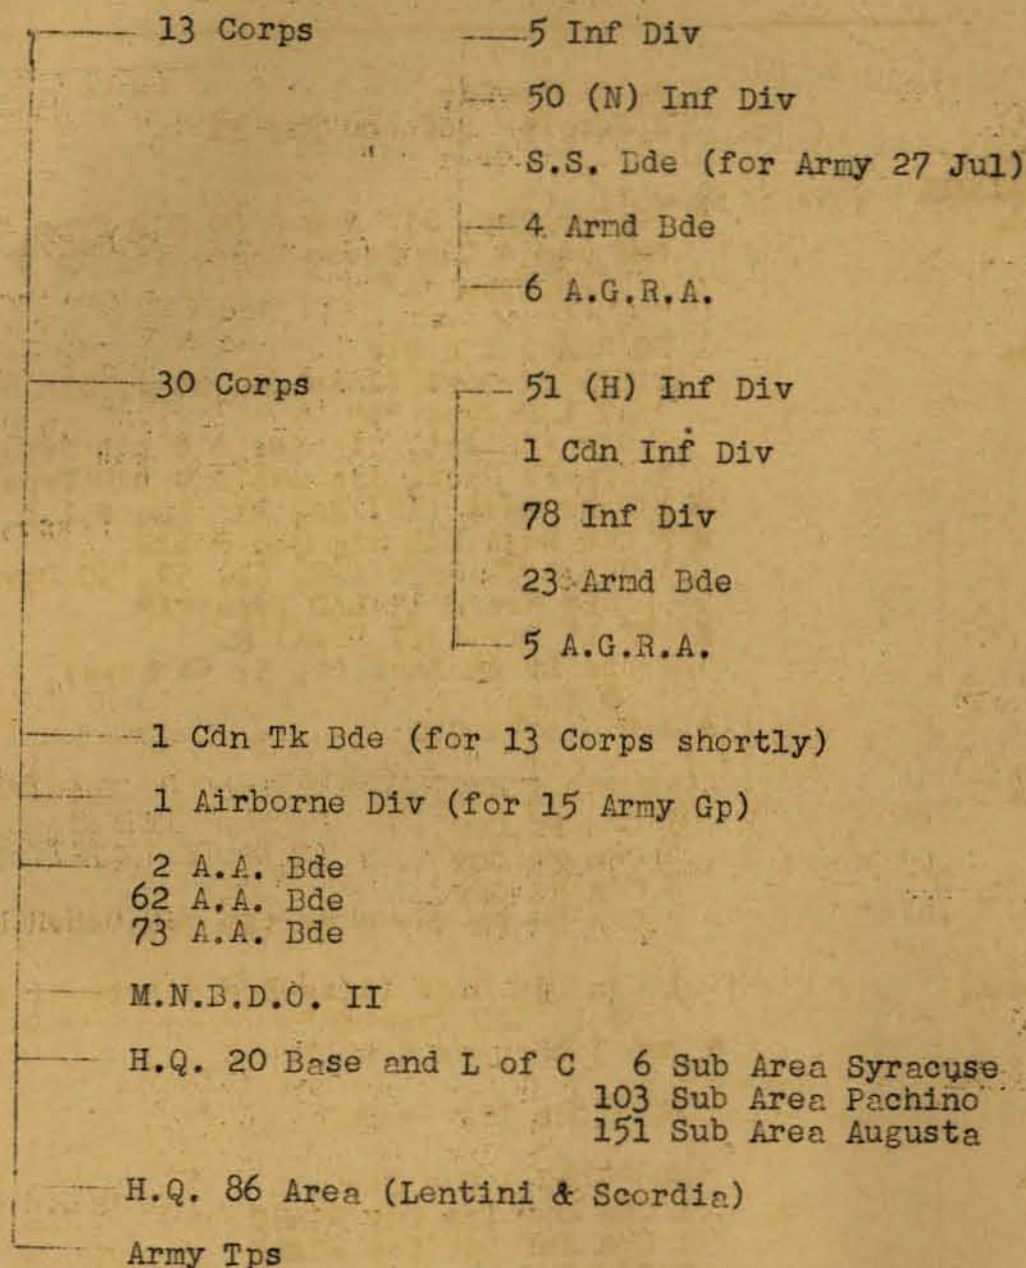 13 Corps 5 Inf Div
50 (N) Inf Div
S.S. Bde (for Army 27 Jul)
4 Armd Bde
6 A.G.R.A.
30 Corps 51 (H) Inf Div
1 Cdn Inf Div
78 Inf Div
23 Armd Bde
5 A.G.R.A.
1 Cdn Tk Bde (for 13 Corps shortly)
1 Airborne Div (for 15 Army Gp)
2 A.A. Bde
62 A.A. Bde
73 A.A. Bde
M.N.B.D.O. II
H.Q. 20 Base and L of C 6 Sub Area Syracuse
103 Sub Area Pachino
151 Sub Area Augusta
H.Q. 86 Area (Lentini & Scordia)
Army Tps